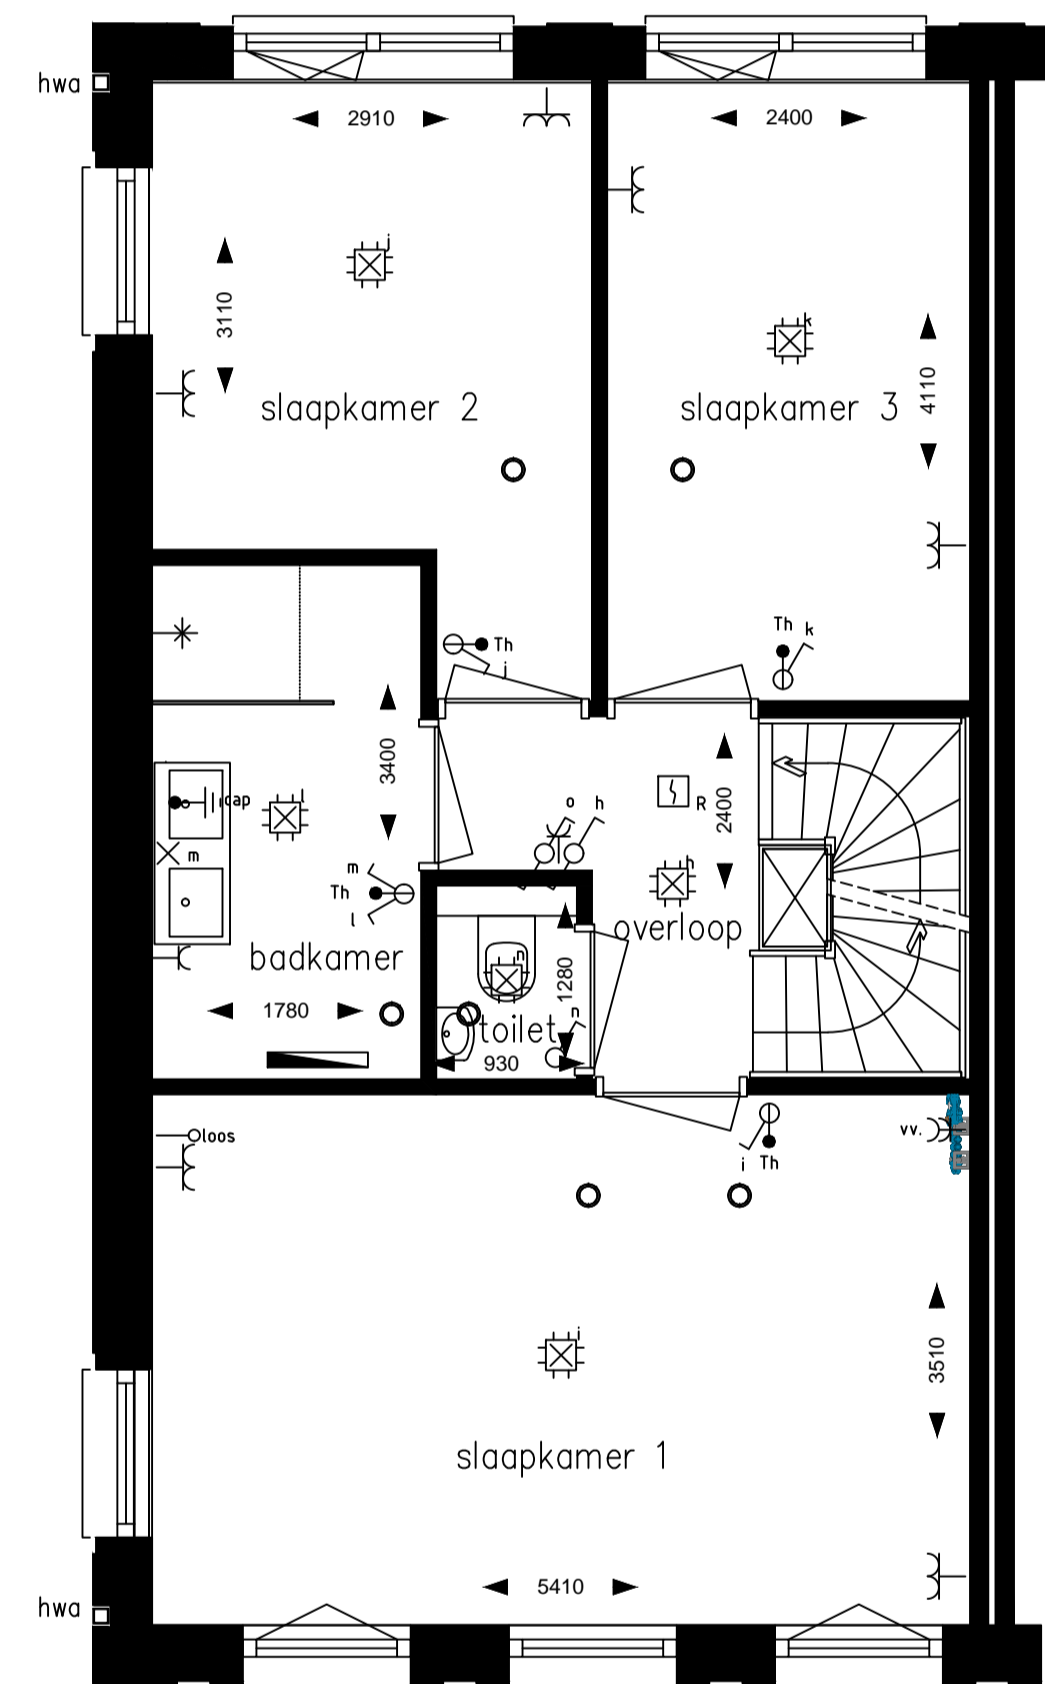 hwa
2910
2400
j
k
3110
4110
slaapkamer 2
slaapkamer 3
Th
j
Th
k
3400
2400
l
cap
m
o
h
R
m
Th
l
h
overloop
badkamer
n
1280
1780
n
toilet
930
loos
vv.
i
Th
i
3510
slaapkamer 1
5410
hwa